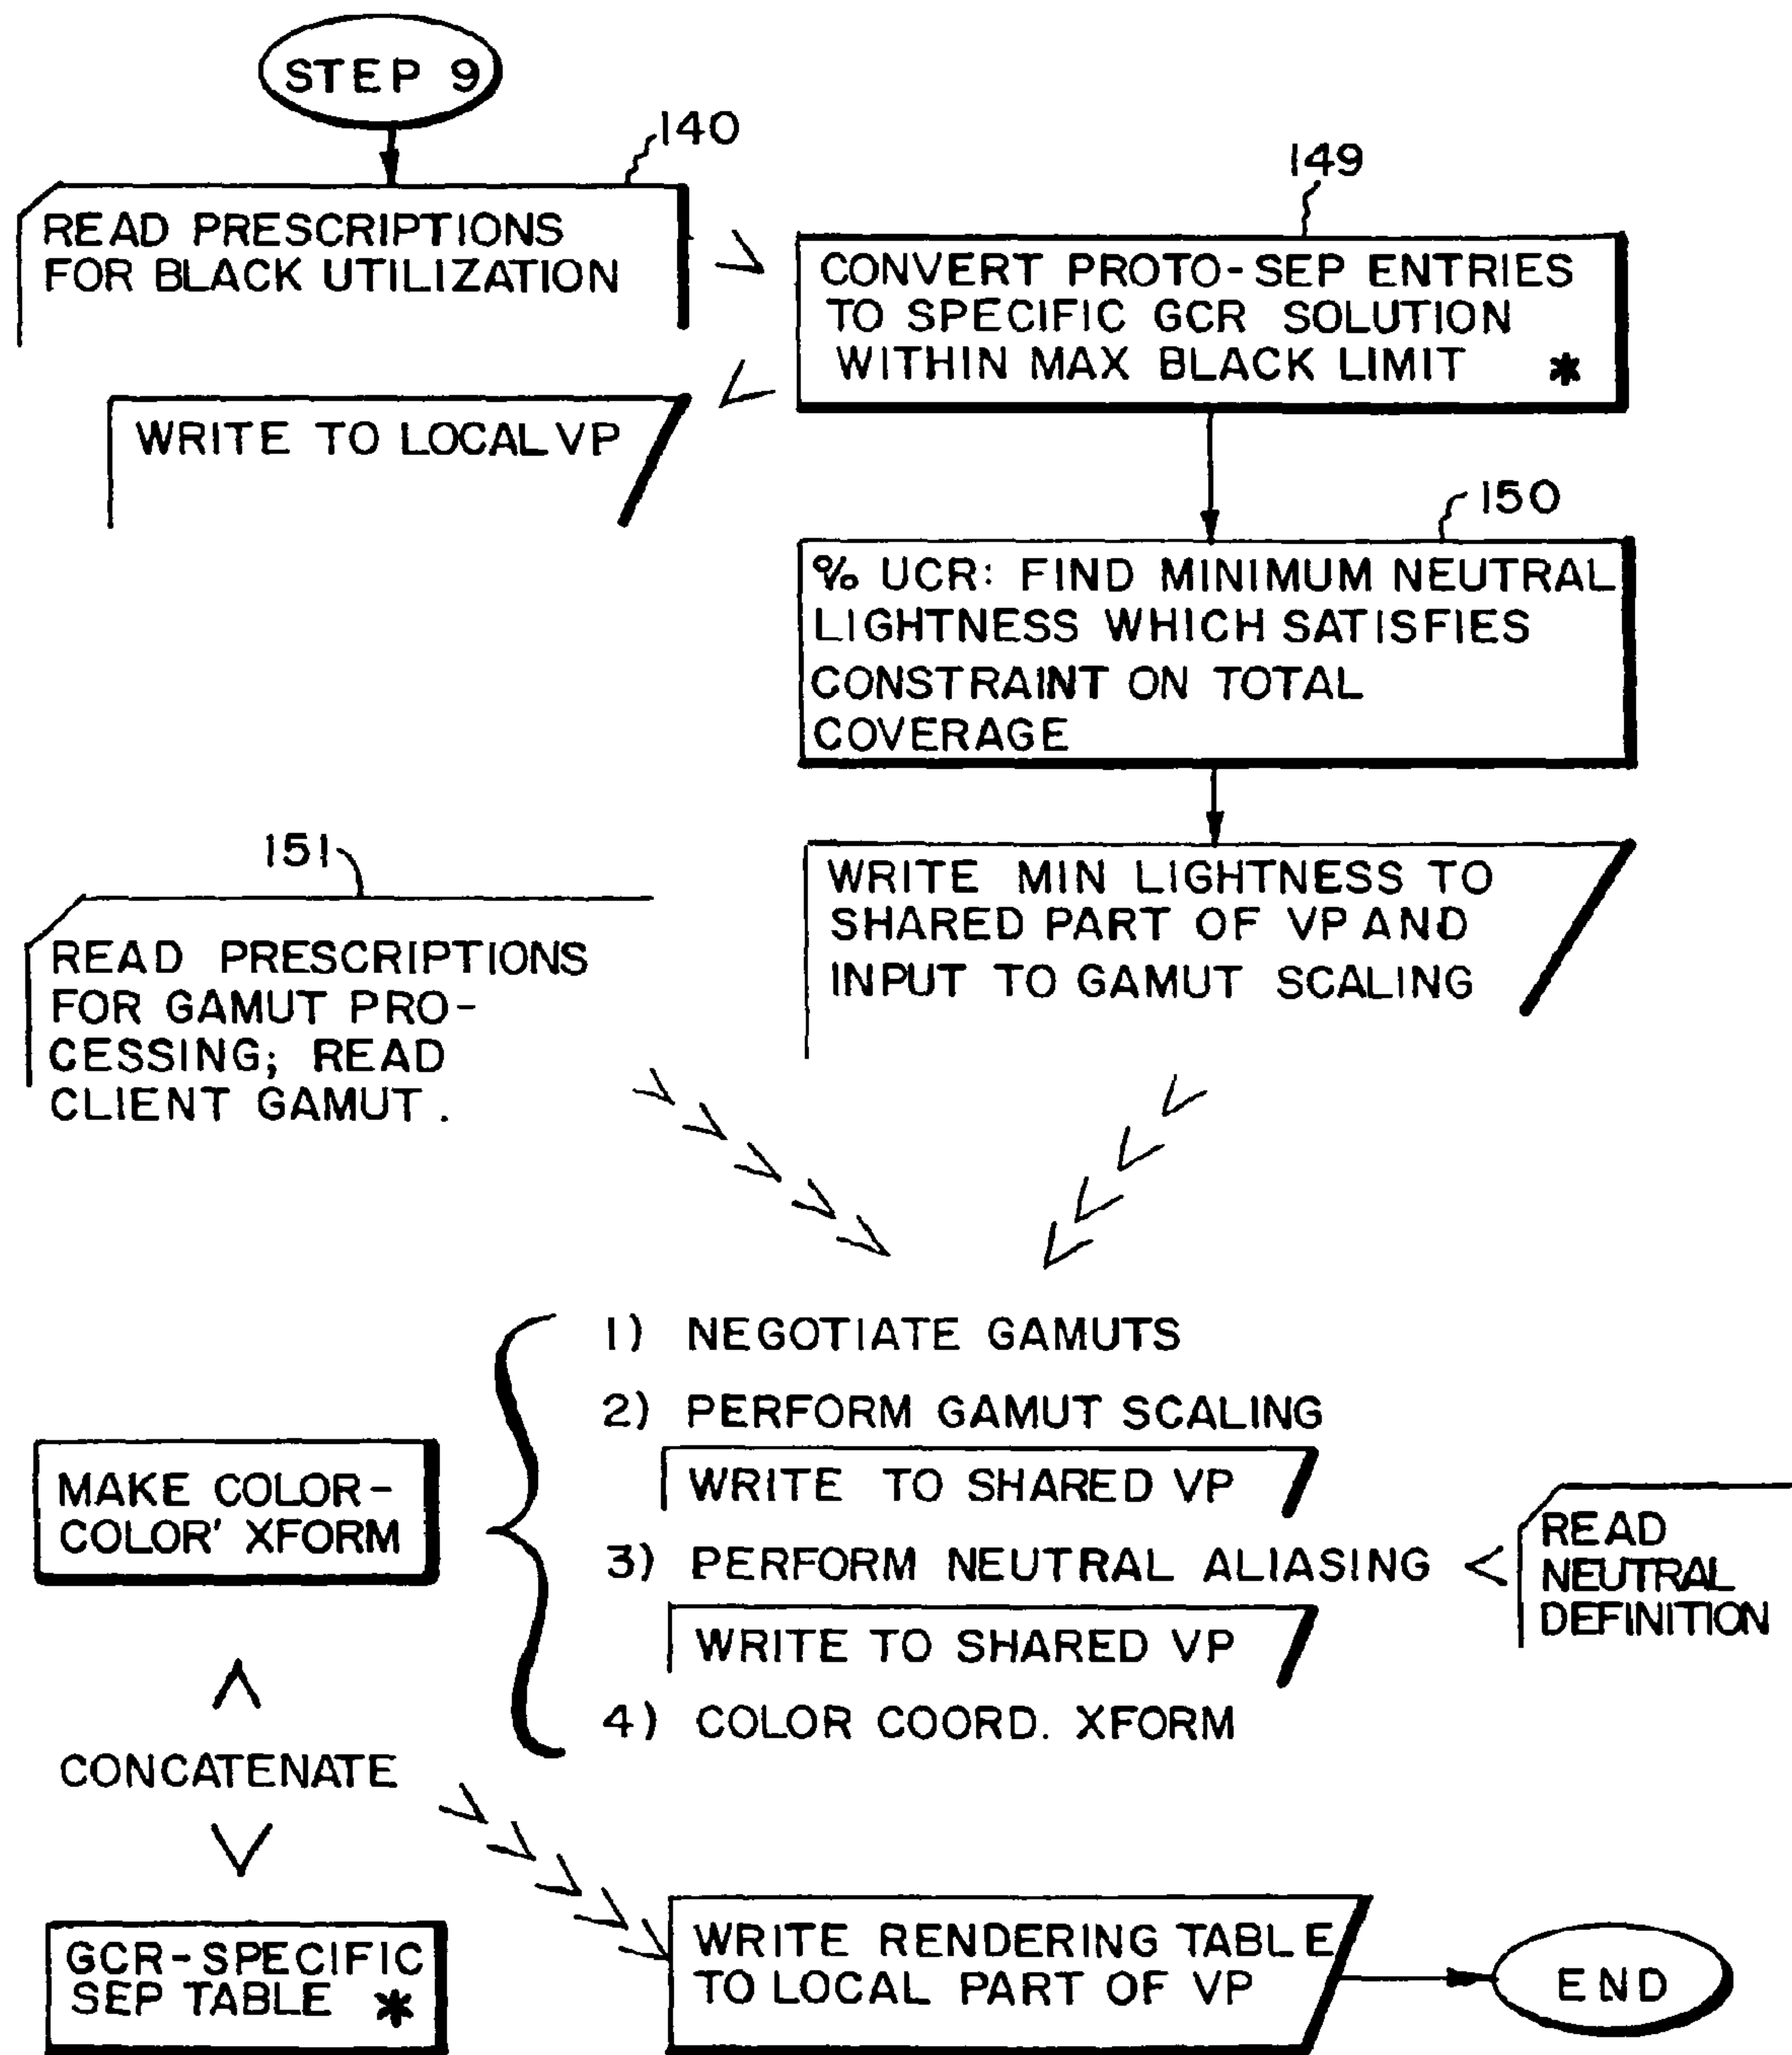 STEP 9
140
READ PRESCRIPTIONS
FOR BLACK UTILIZATION
149
CONVERT PROTO-SEP ENTRIES
TO SPECIFIC GCR SOLUTION
WITHIN MAX BLACK LIMIT *
WRITE TO LOCAL VP
150
% UCR: FIND MINIMUM NEUTRAL
LIGHTNESS WHICH SATISFIES
CONSTRAINT ON TOTAL
COVERAGE
WRITE MIN LIGHTNESS TO
SHARED PART OF VP AND
INPUT TO GAMUT SCALING
151
READ PRESCRIPTIONS
FOR GAMUT PRO-
CESSING; READ
CLIENT GAMUT.
1) NEGOTIATE GAMUTS
2) PERFORM GAMUT SCALING
WRITE TO SHARED VP
3) PERFORM NEUTRAL ALIASING
READ
NEUTRAL
DEFINITION
WRITE TO SHARED VP
4) COLOR COORD. XFORM
MAKE COLOR-
COLOR' XFORM
CONCATENATE
GCR-SPECIFIC
SEP TABLE *
WRITE RENDERING TABLE
TO LOCAL PART OF VP
END